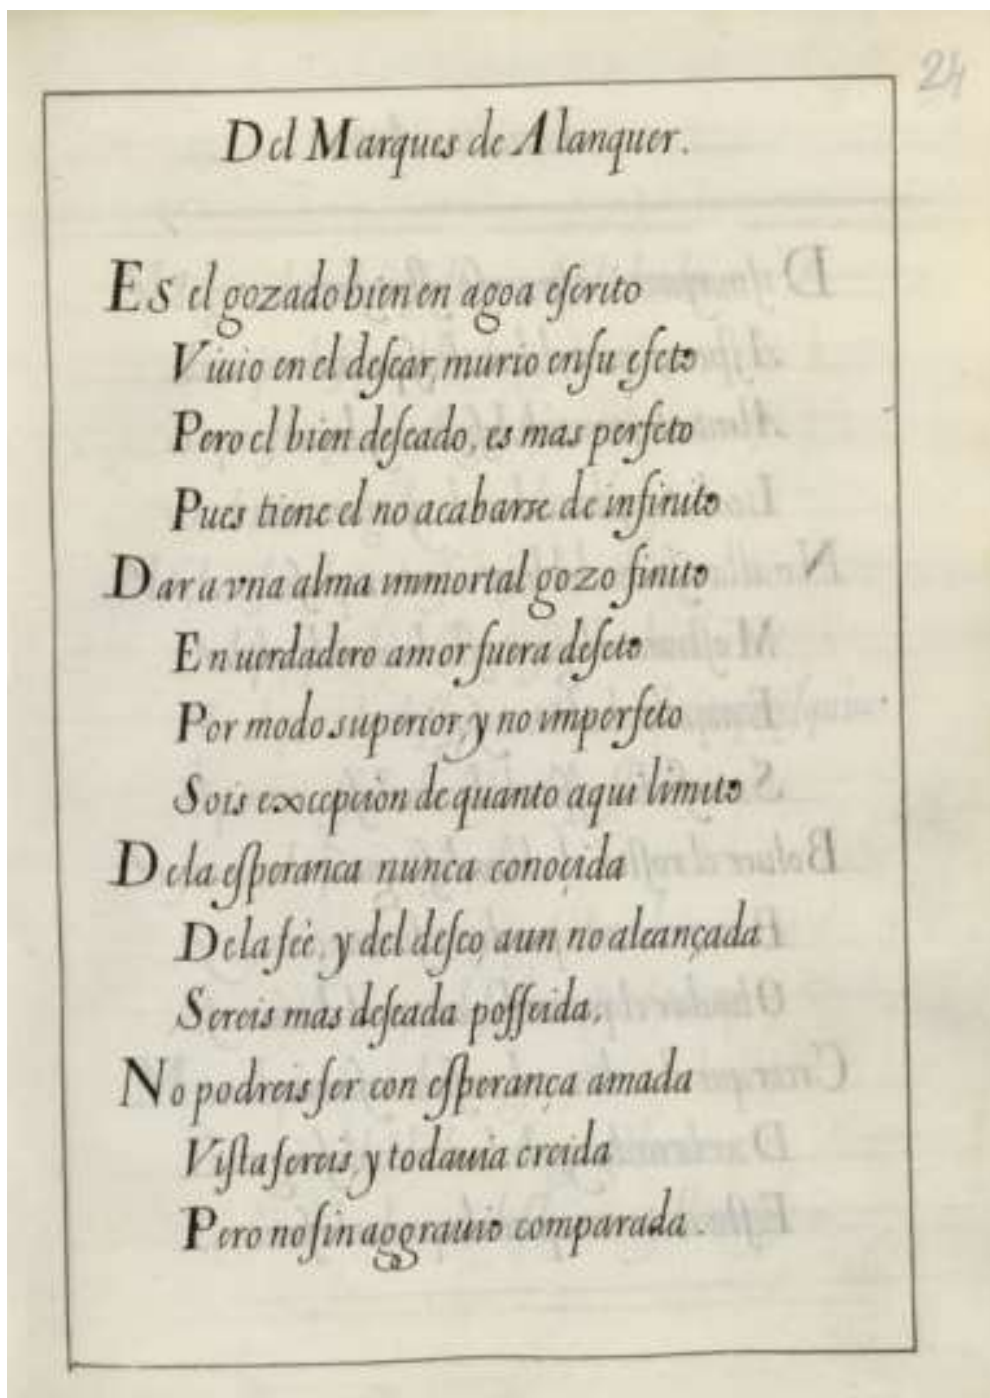 24
Del Marques de Alanquer.
Es el gozado bien en agoa eſcrito
Viuio en el deſear, murio en ſu efeto
Pero el bien deſeado, es mas perfeto
Pues tiene el no acabarse de infinito
Dar a vna alma immortal gozo finito
En uerdadero amor fuera defeto
Por modo superior, y no imperfeto
Sois excepcion de quanto aqui limito
De la eſperança nunca conoçida
De la feè, y del deſeo aun no alcançada
Sereis mas deſeada poſſeida,
No podreis ſer con eſperança amada
Viſta ſereis, y todauia creida
Pero no ſin aggrauio comparada.